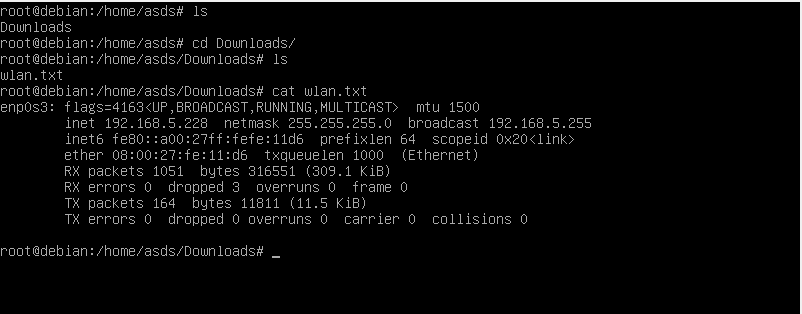 root@debian:/home/asds# ls
Downloads
root@debian:/home/asds# cd Downloads/
root@debian:/home/asds/Downloads# ls
wlan.txt
root@debian:/home/asds/Downloads# cat wlan.txt
enp0s3: flags=4163<UP,BROADCAST,RUNNING,MULTICAST>  mtu 1500
        inet 192.168.5.228  netmask 255.255.255.0  broadcast 192.168.5.255
        inet6 fe80::a00:27ff:fefe:11d6  prefixlen 64  scopeid 0x20<link>
        ether 08:00:27:fe:11:d6  txqueuelen 1000  (Ethernet)
        RX packets 1051  bytes 316551 (309.1 KiB)
        RX errors 0  dropped 3  overruns 0  frame 0
        TX packets 164  bytes 11811 (11.5 KiB)
        TX errors 0  dropped 0 overruns 0  carrier 0  collisions 0
root@debian:/home/asds/Downloads# _